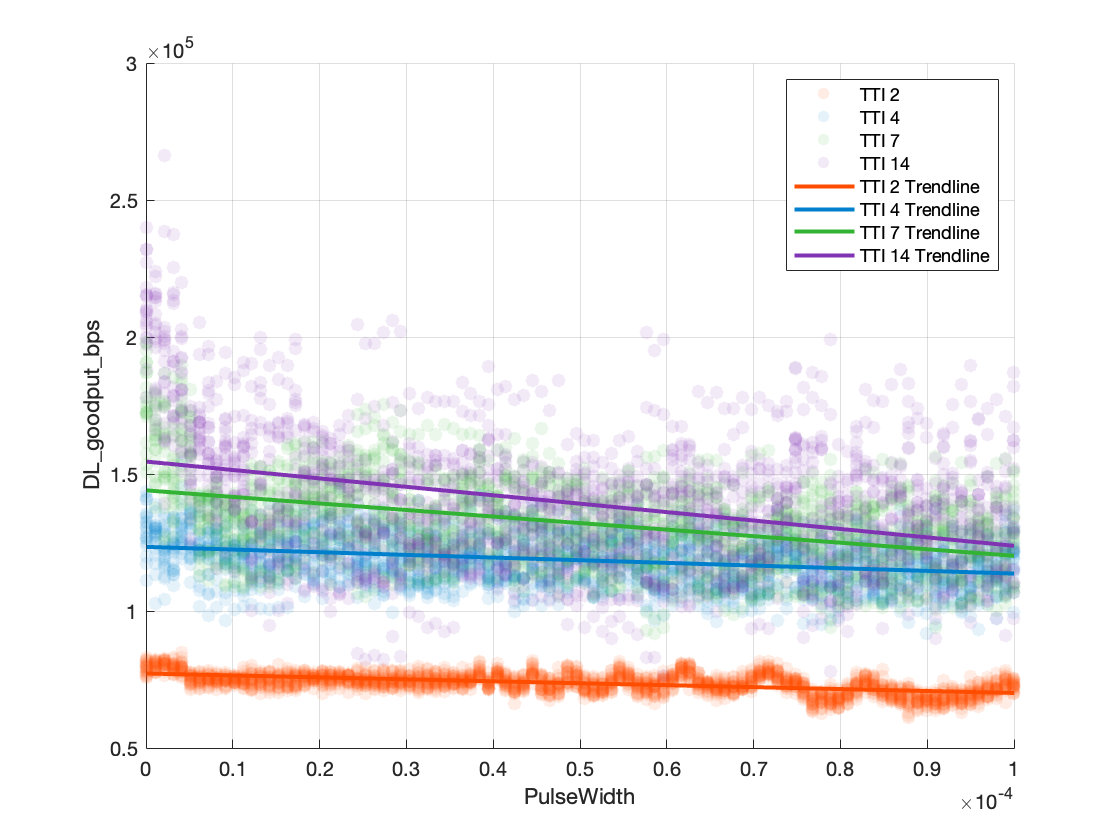 ×10⁵
3
2.5
2
1.5
1
0.5
DL_goodput_bps
TTI 2
TTI 4
TTI 7
TTI 14
TTI 2 Trendline
TTI 4 Trendline
TTI 7 Trendline
TTI 14 Trendline
0 0.1 0.2 0.3 0.4 0.5 0.6 0.7 0.8 0.9 1
PulseWidth
×10⁻⁴